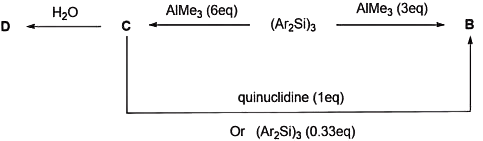 D H₂O C AlMe₃ (6eq) (Ar₂Si)₃ AlMe₃ (3eq) B
quinuclidine (1eq)
Or (Ar₂Si)₃ (0.33eq)